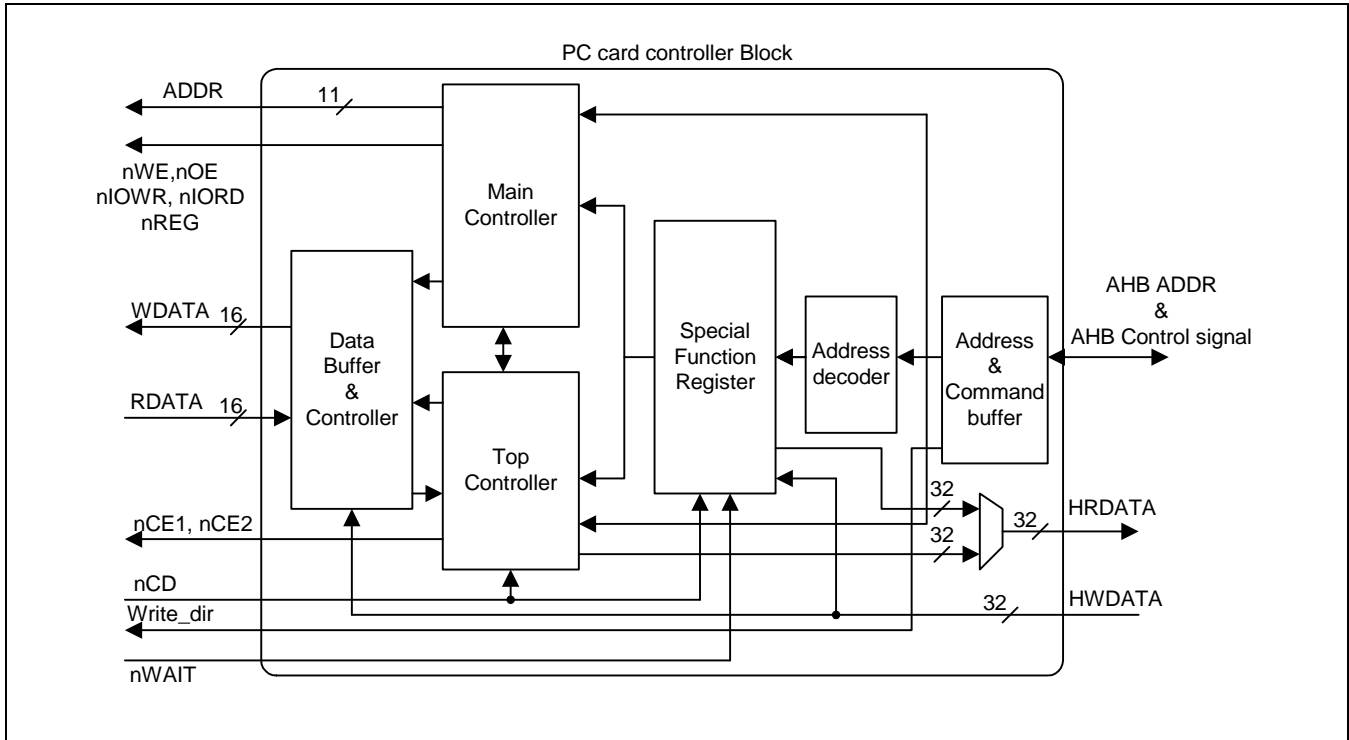 PC card controller Block
ADDR
11
nWE,nOE
nIOWR, nIORD
nREG
Main
Controller
WDATA
16
Data
Buffer
&
Controller
RDATA
16
Top
Controller
Special
Function
Register
Address
decoder
Address
&
Command
buffer
AHB ADDR
&
AHB Control signal
nCE1, nCE2
32
32
32
HRDATA
nCD
Write_dir
nWAIT
32
HWDATA